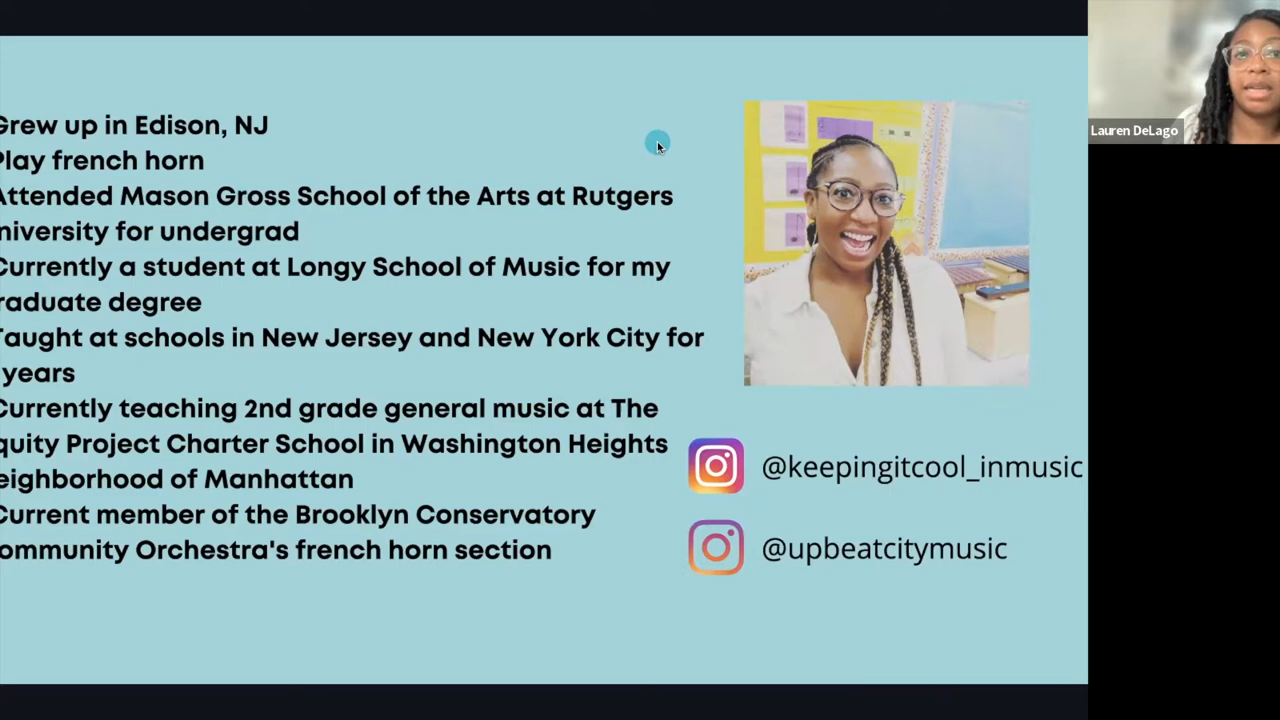 Grew up in Edison, NJ
Play french horn
Attended Mason Gross School of the Arts at Rutgers
niversity for undergrad
Currently a student at Longy School of Music for my
raduate degree
Taught at schools in New Jersey and New York City for
years
Currently teaching 2nd grade general music at The
quity Project Charter School in Washington Heights
eighborhood of Manhattan
Current member of the Brooklyn Conservatory
ommunity Orchestra's french horn section
@keepingitcool_inmusic
@upbeatcitymusic
Lauren DeLago